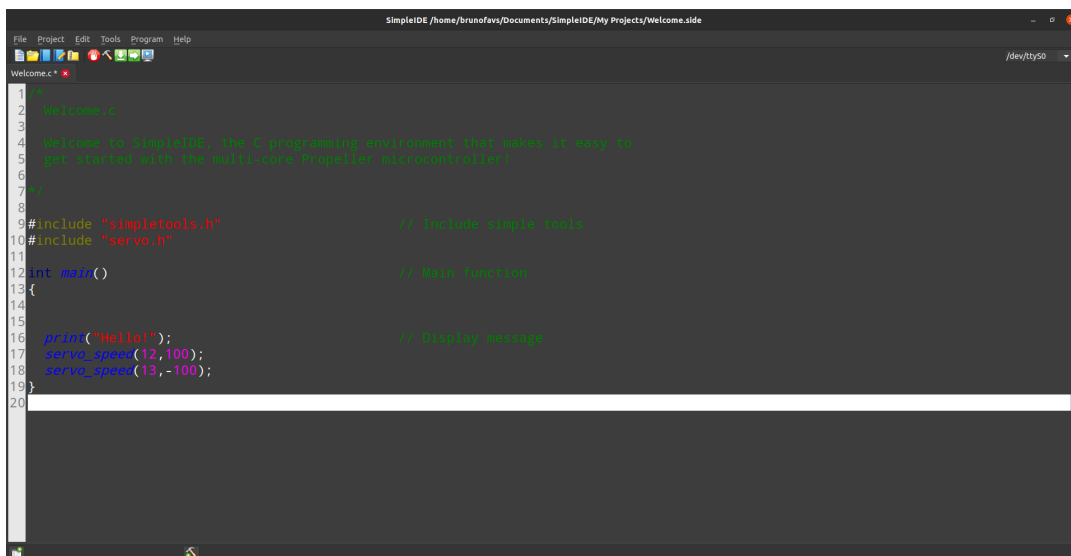 SimpleIDE /home/brunofavs/Documents/SimpleIDE/My Projects/Welcome.side
File Project Edit Tools Program Help
/dev/ttyS0
Welcome.c *
1 /*
2 Welcome.c
3
4 Welcome to SimpleIDE, the C programming environment that makes it easy to
5 get started with the multi-core Propeller microcontroller!
6
7 */
8
9 #include "simpletools.h" // Include simple tools
10 #include "servo.h"
11
12 int main() // Main function
13 {
14
15
16 print("Hello!"); // Display message
17 servo_speed(12,100);
18 servo_speed(13,-100);
19 }
20